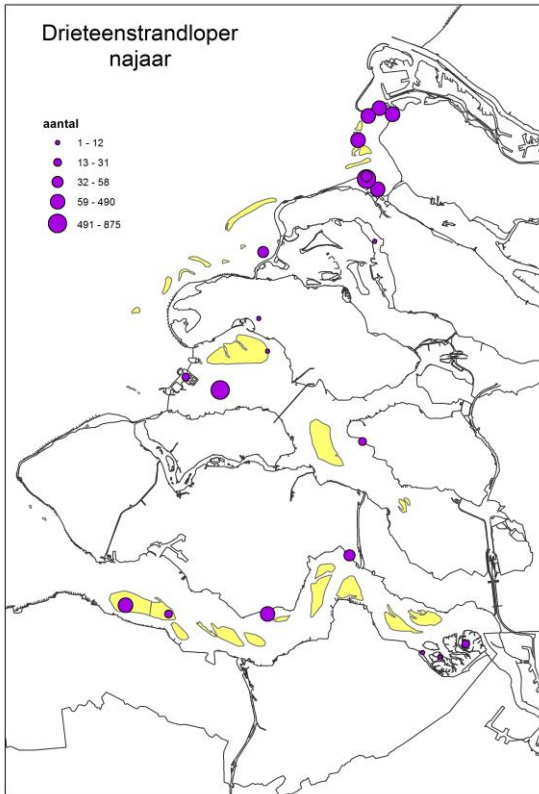 Drieteenstrandloper
najaar
aantal
1 - 12
13 - 31
32 - 58
59 - 490
491 - 875